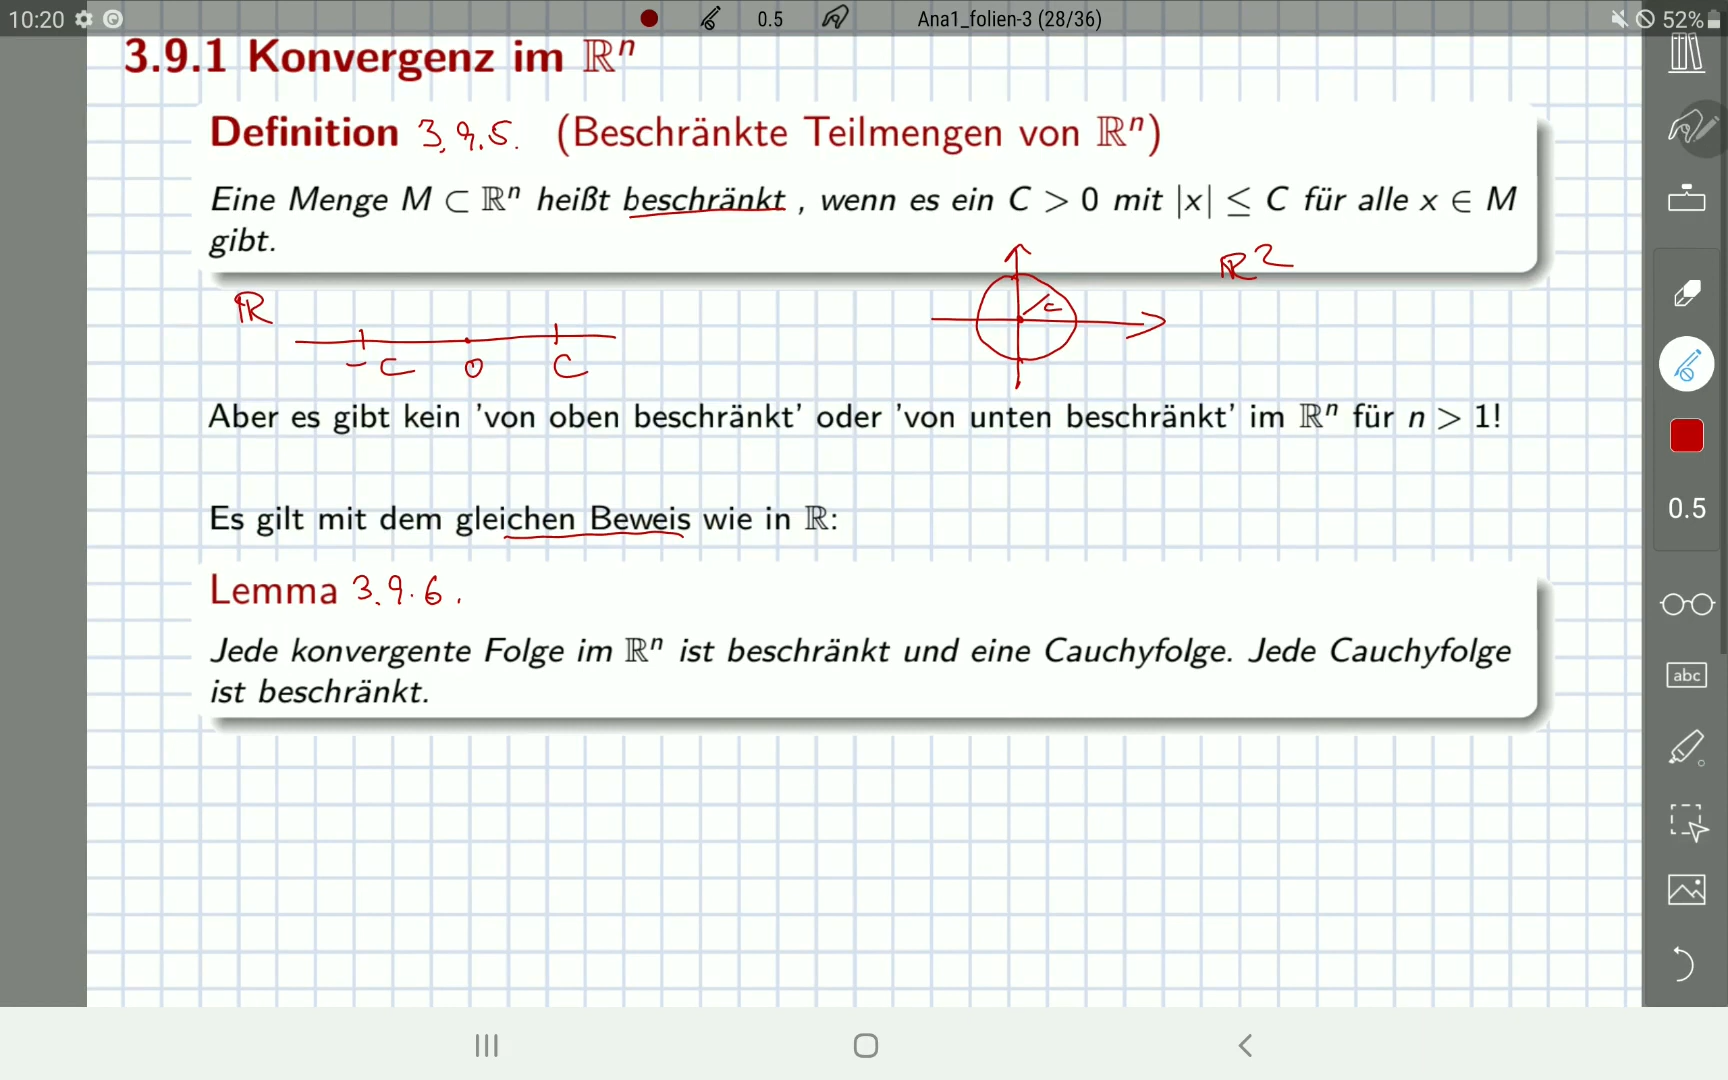 10:20
0.5
Ana1_folien-3 (28/36)
52%
3.9.1 Konvergenz im ℝⁿ
Definition 3.9.5. (Beschränkte Teilmengen von ℝⁿ)
Eine Menge M ⊂ ℝⁿ heißt beschränkt , wenn es ein C > 0 mit |x| ≤ C für alle x ∈ M
gibt.
ℝ
ℝ²
c
− C 0 C
Aber es gibt kein 'von oben beschränkt' oder 'von unten beschränkt' im ℝⁿ für n > 1!
Es gilt mit dem gleichen Beweis wie in ℝ:
Lemma 3.9.6.
Jede konvergente Folge im ℝⁿ ist beschränkt und eine Cauchyfolge. Jede Cauchyfolge
ist beschränkt.
0.5
abc